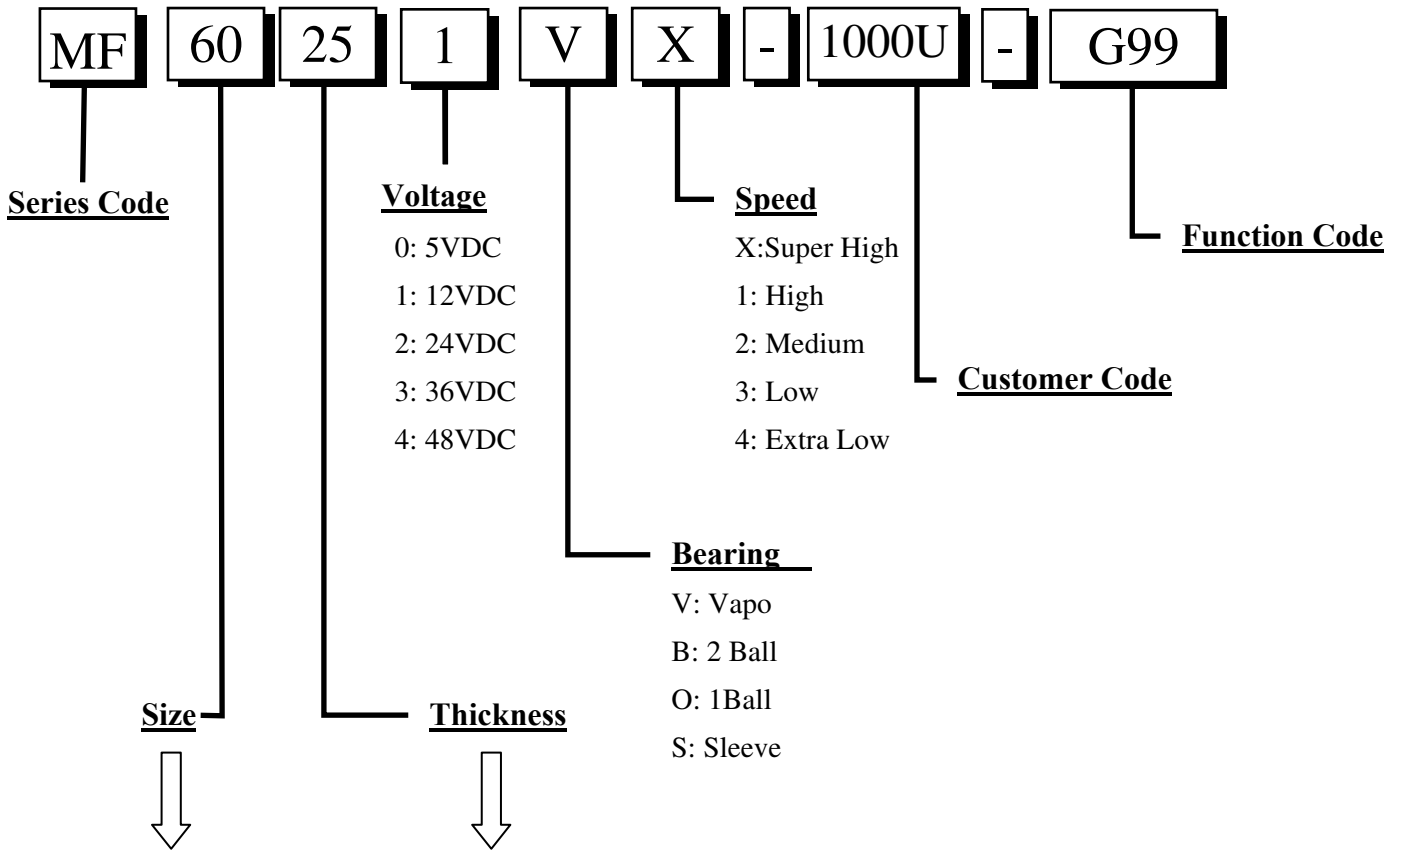 MF 60 25 1 V X - 1000U - G99
Series Code
Voltage
0: 5VDC
1: 12VDC
2: 24VDC
3: 36VDC
4: 48VDC
Speed
X:Super High
1: High
2: Medium
3: Low
4: Extra Low
Function Code
Customer Code
Bearing
V: Vapo
B: 2 Ball
O: 1Ball
S: Sleeve
Size
Thickness